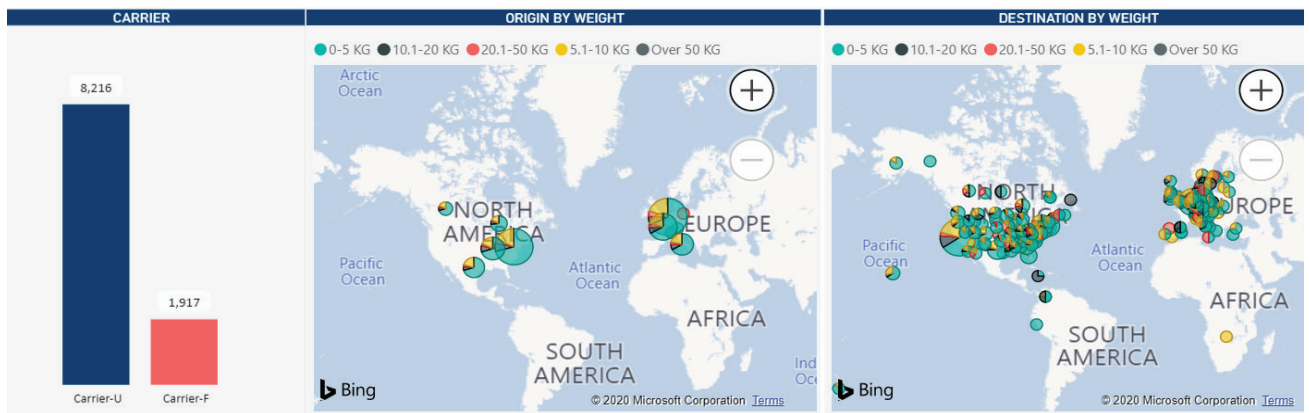 CARRIER
8,216
1,917
Carrier-U
Carrier-F
ORIGIN BY WEIGHT
0-5 KG 10.1-20 KG 20.1-50 KG 5.1-10 KG Over 50 KG
Arctic
Ocean
NORTH
AMERICA
EUROPE
Pacific
Ocean
Atlantic
Ocean
AFRICA
SOUTH
AMERICA
Bing
© 2020 Microsoft Corporation Terms
DESTINATION BY WEIGHT
0-5 KG 10.1-20 KG 20.1-50 KG 5.1-10 KG Over 50 KG
Arctic
Ocean
NORTH
Pacific
Ocean
Atlantic
Ocean
AFRICA
SOUTH
AMERICA
Bing
© 2020 Microsoft Corporation Terms